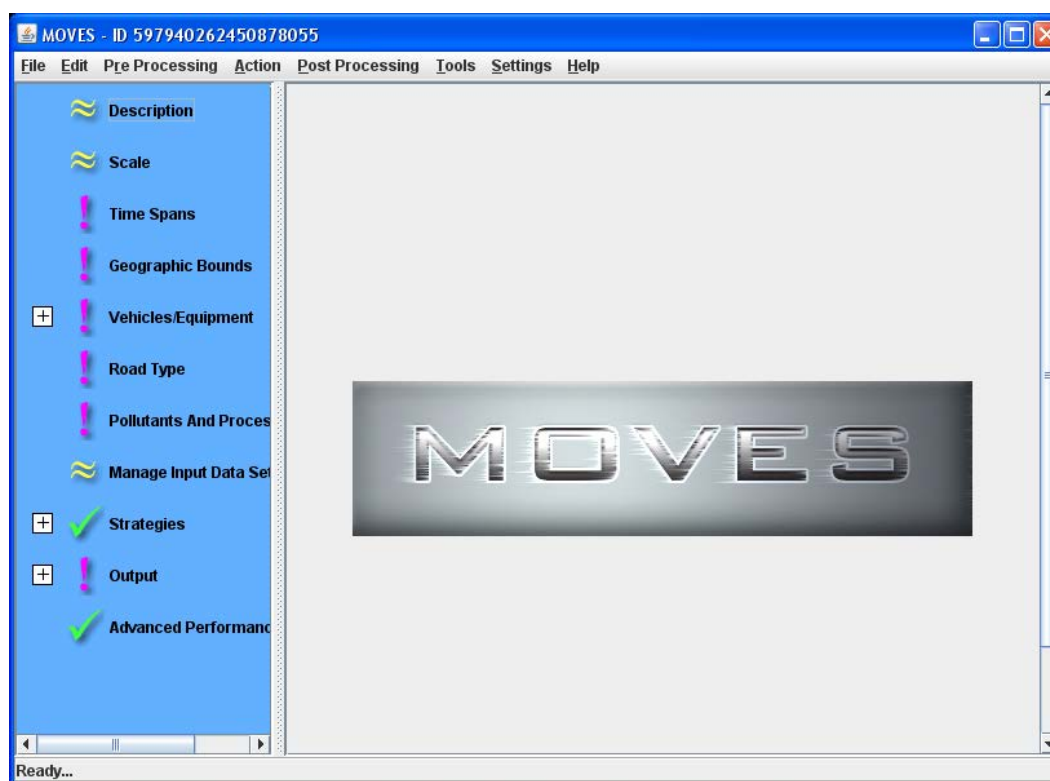 MOVES - ID 597940262450878055
File Edit Pre Processing Action Post Processing Tools Settings Help
Description
Scale
Time Spans
Geographic Bounds
Vehicles/Equipment
Road Type
Pollutants And Proces
Manage Input Data Set
Strategies
Output
Advanced Performanc
MOVES
Ready...